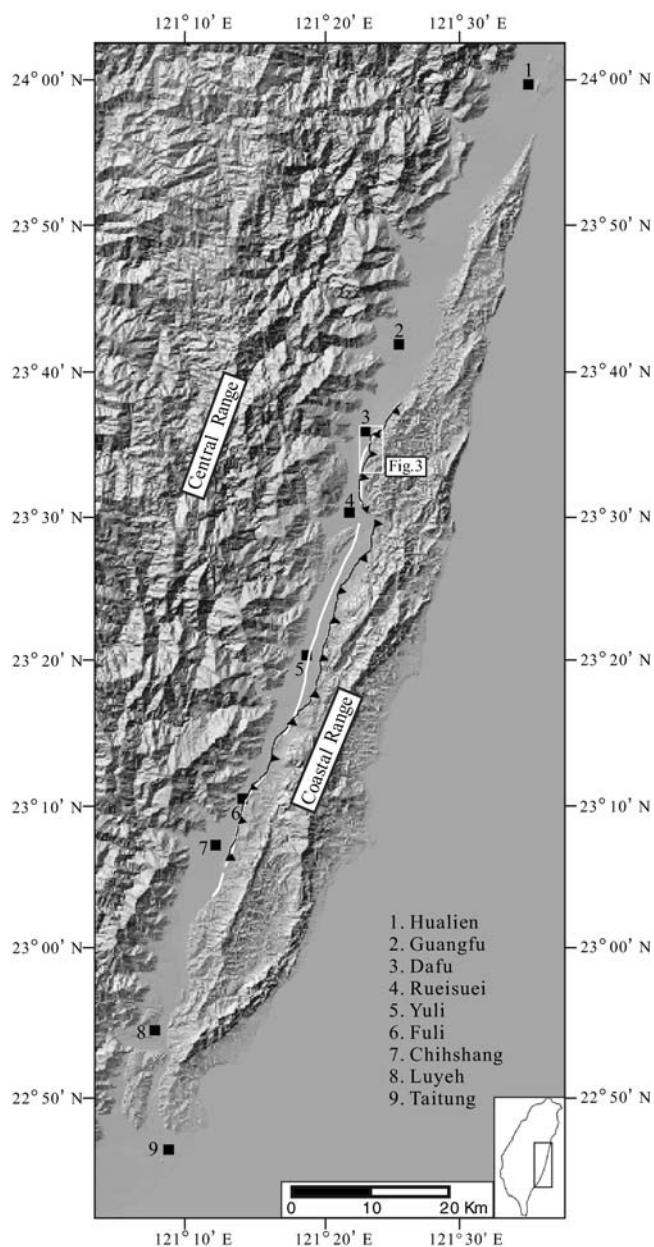 121°10′ E 121°20′ E 121°30′ E
24°00′ N 24°00′ N
1
23°50′ N 23°50′ N
2
23°40′ N 23°40′ N
Central Range
3
Fig.3
4
23°30′ N 23°30′ N
5
23°20′ N 23°20′ N
Coastal Range
23°10′ N 23°10′ N
6
7
1. Hualien
2. Guangfu
3. Dafu
4. Rueisuei
5. Yuli
6. Fuli
7. Chihshang
8. Luyeh
9. Taitung
23°00′ N 23°00′ N
8
22°50′ N 22°50′ N
9
0 10 20 Km
121°10′ E 121°20′ E 121°30′ E